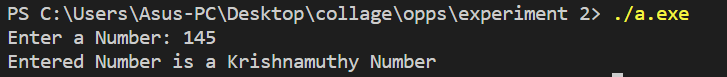 PS C:\Users\Asus-PC\Desktop\collage\opps\experiment 2> ./a.exe
Enter a Number: 145
Entered Number is a Krishnamuthy Number